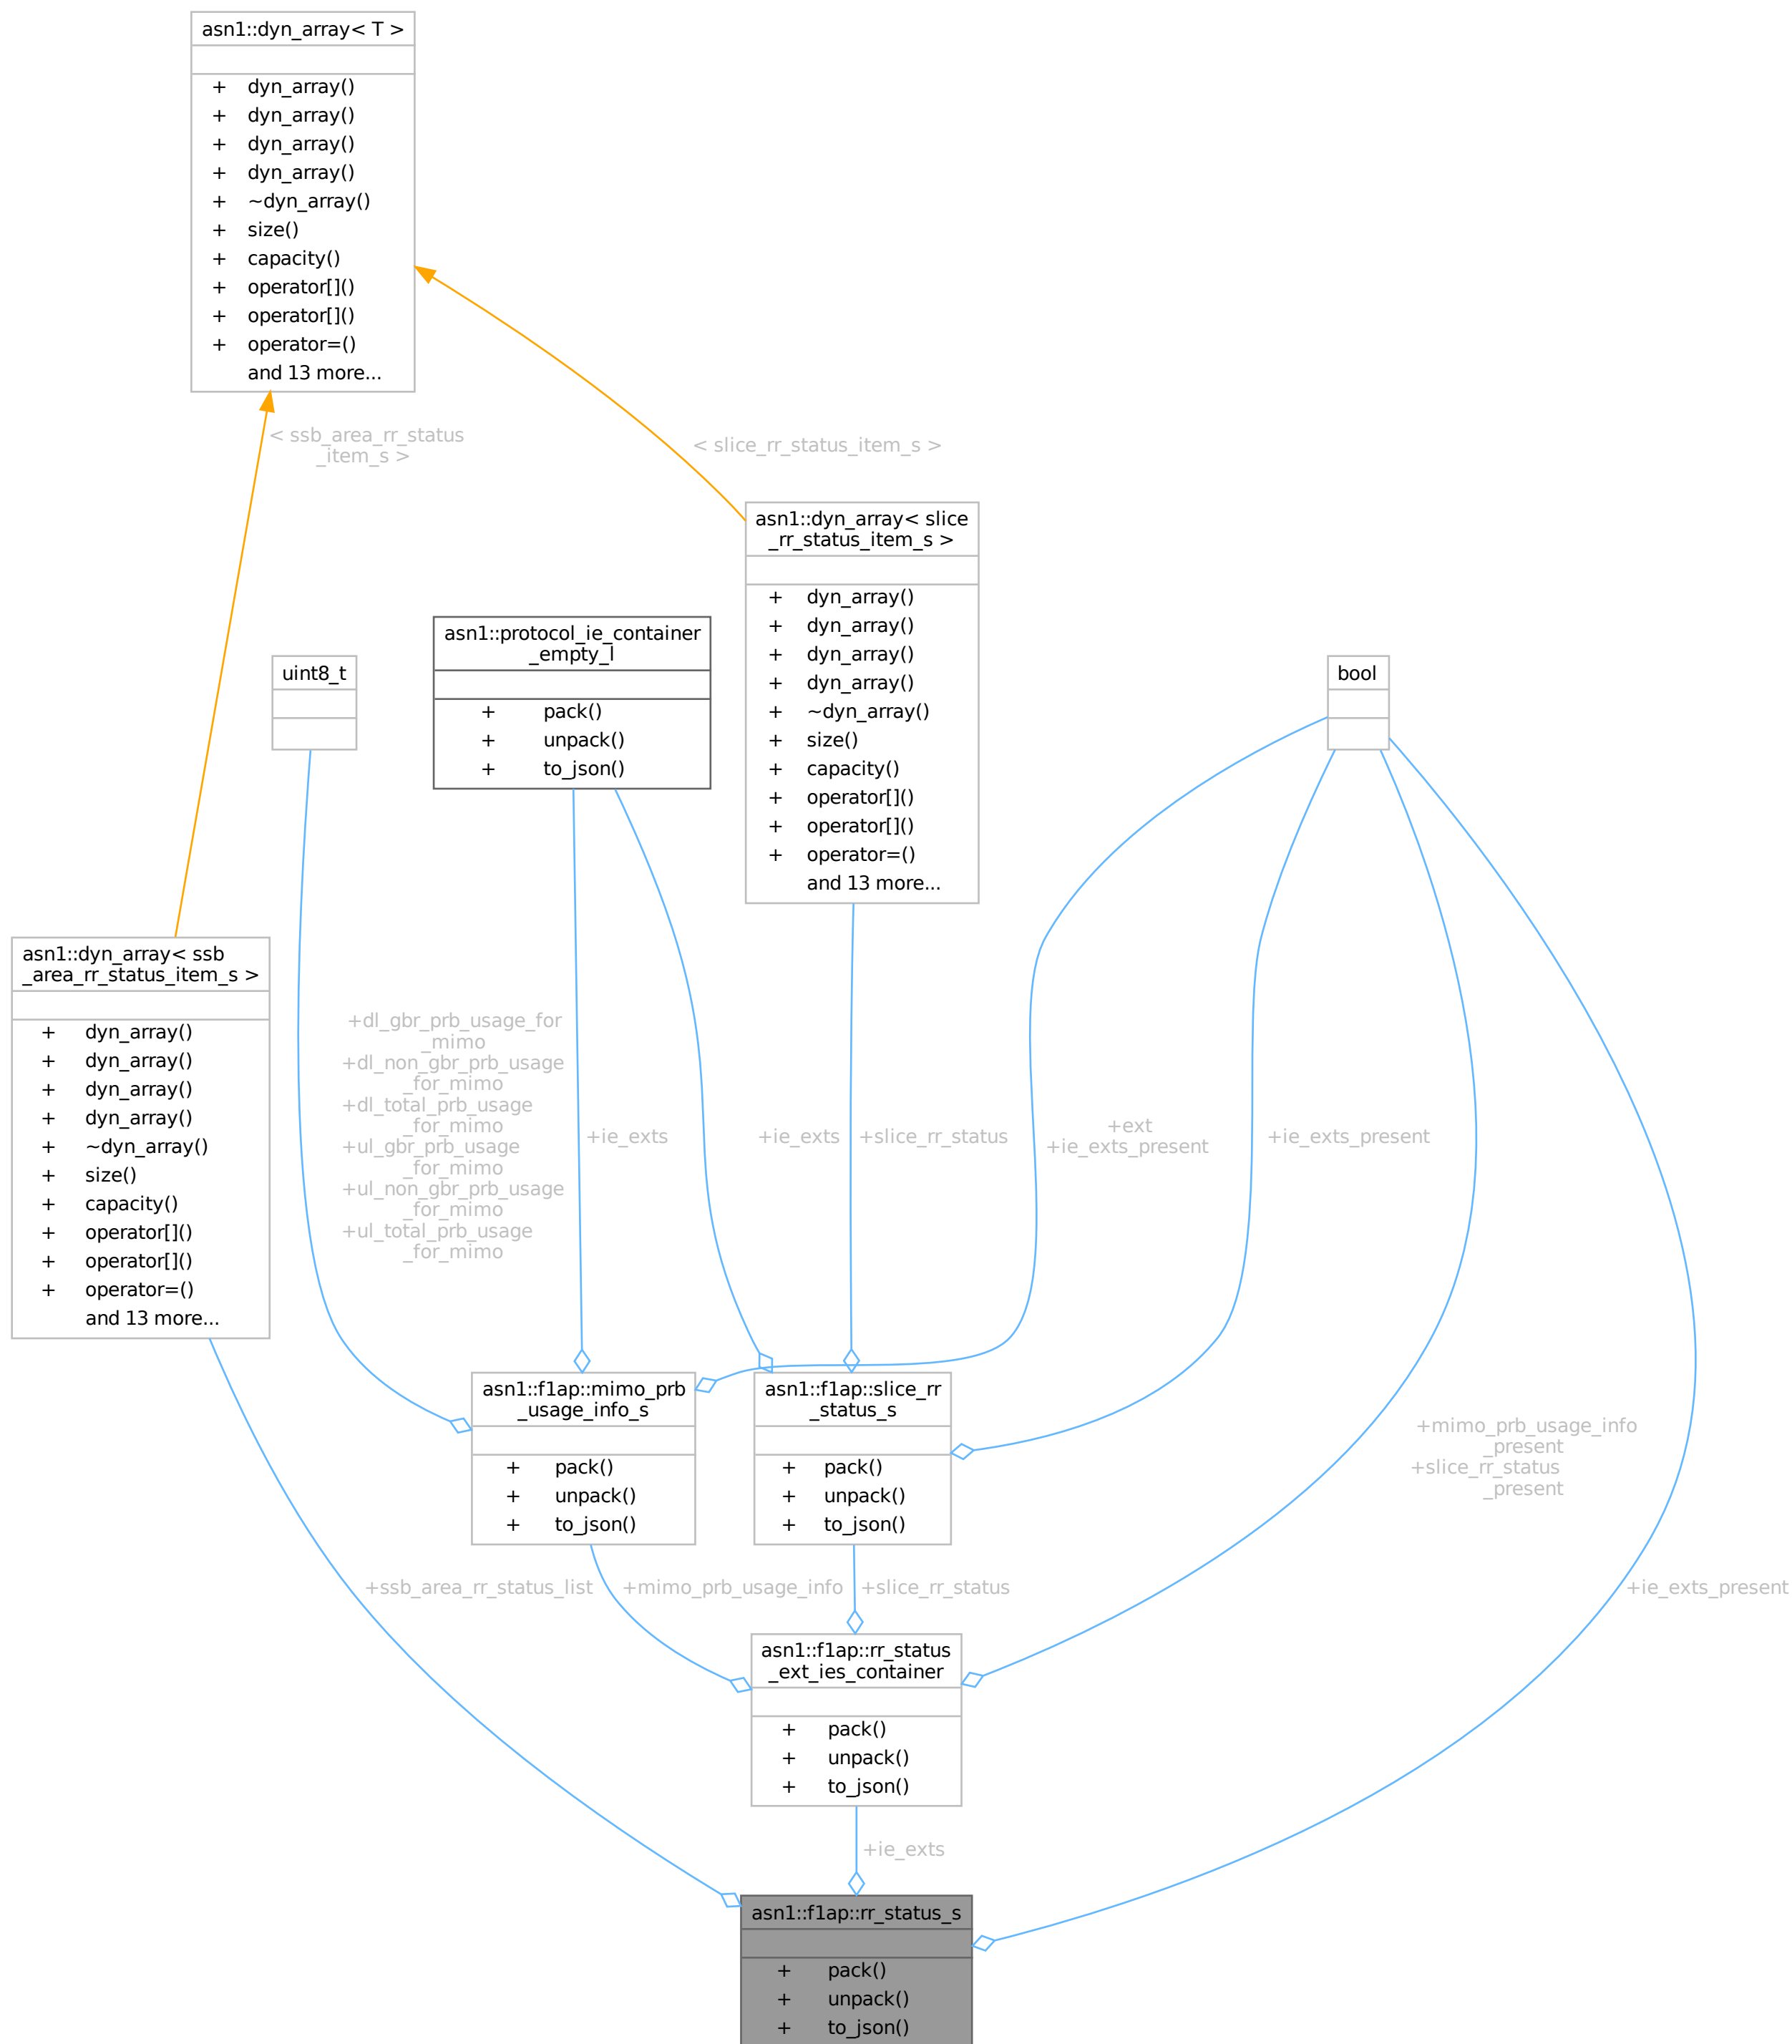 asn1::dyn_array< T >
+ dyn_array()
+ dyn_array()
+ dyn_array()
+ dyn_array()
+ ~dyn_array()
+ size()
+ capacity()
+ operator[]()
+ operator[]()
+ operator=()
and 13 more...
< ssb_area_rr_status
_item_s >
< slice_rr_status_item_s >
asn1::dyn_array< slice
_rr_status_item_s >
+ dyn_array()
+ dyn_array()
+ dyn_array()
+ dyn_array()
+ ~dyn_array()
+ size()
+ capacity()
+ operator[]()
+ operator[]()
+ operator=()
and 13 more...
asn1::protocol_ie_container
_empty_l
+ pack()
+ unpack()
+ to_json()
uint8_t
bool
asn1::dyn_array< ssb
_area_rr_status_item_s >
+ dyn_array()
+ dyn_array()
+ dyn_array()
+ dyn_array()
+ ~dyn_array()
+ size()
+ capacity()
+ operator[]()
+ operator[]()
+ operator=()
and 13 more...
+dl_gbr_prb_usage_for
_mimo
+dl_non_gbr_prb_usage
_for_mimo
+dl_total_prb_usage
_for_mimo
+ul_gbr_prb_usage
_for_mimo
+ul_non_gbr_prb_usage
_for_mimo
+ul_total_prb_usage
_for_mimo
+ie_exts
+ie_exts
+slice_rr_status
+ext
+ie_exts_present
+ie_exts_present
asn1::f1ap::mimo_prb
_usage_info_s
+ pack()
+ unpack()
+ to_json()
asn1::f1ap::slice_rr
_status_s
+ pack()
+ unpack()
+ to_json()
+mimo_prb_usage_info
_present
+slice_rr_status
_present
+ssb_area_rr_status_list
+mimo_prb_usage_info
+slice_rr_status
+ie_exts_present
asn1::f1ap::rr_status
_ext_ies_container
+ pack()
+ unpack()
+ to_json()
+ie_exts
asn1::f1ap::rr_status_s
+ pack()
+ unpack()
+ to_json()